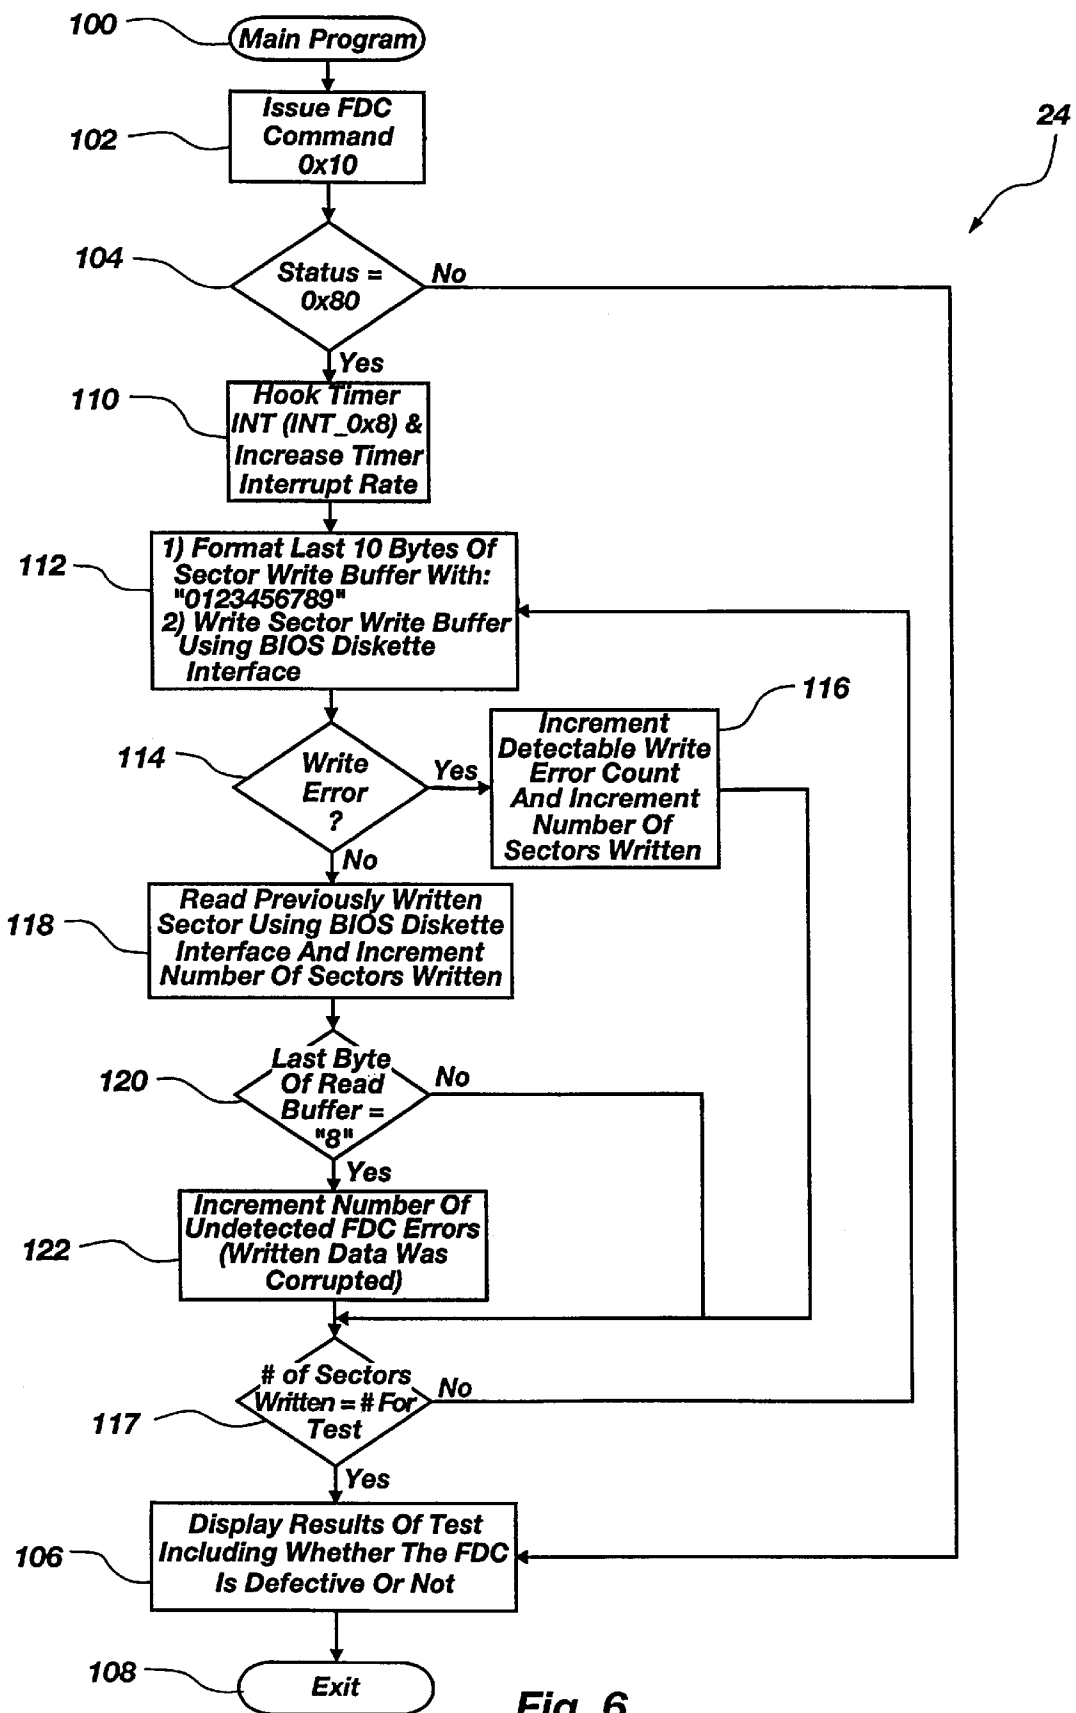 100
Main Program
Issue FDC
Command
0x10
102
24
104
Status =
0x80
No
Yes
110
Hook Timer
INT (INT_0x8) &
Increase Timer
Interrupt Rate
112
1) Format Last 10 Bytes Of
Sector Write Buffer With:
"0123456789"
2) Write Sector Write Buffer
Using BIOS Diskette
Interface
114
Write
Error
?
Yes
No
116
Increment
Detectable Write
Error Count
And Increment
Number Of
Sectors Written
118
Read Previously Written
Sector Using BIOS Diskette
Interface And Increment
Number Of Sectors Written
120
Last Byte
Of Read
Buffer =
"8"
No
Yes
122
Increment Number Of
Undetected FDC Errors
(Written Data Was
Corrupted)
117
# of Sectors
Written = # For
Test
No
Yes
106
Display Results Of Test
Including Whether The FDC
Is Defective Or Not
108
Exit
Fig. 6